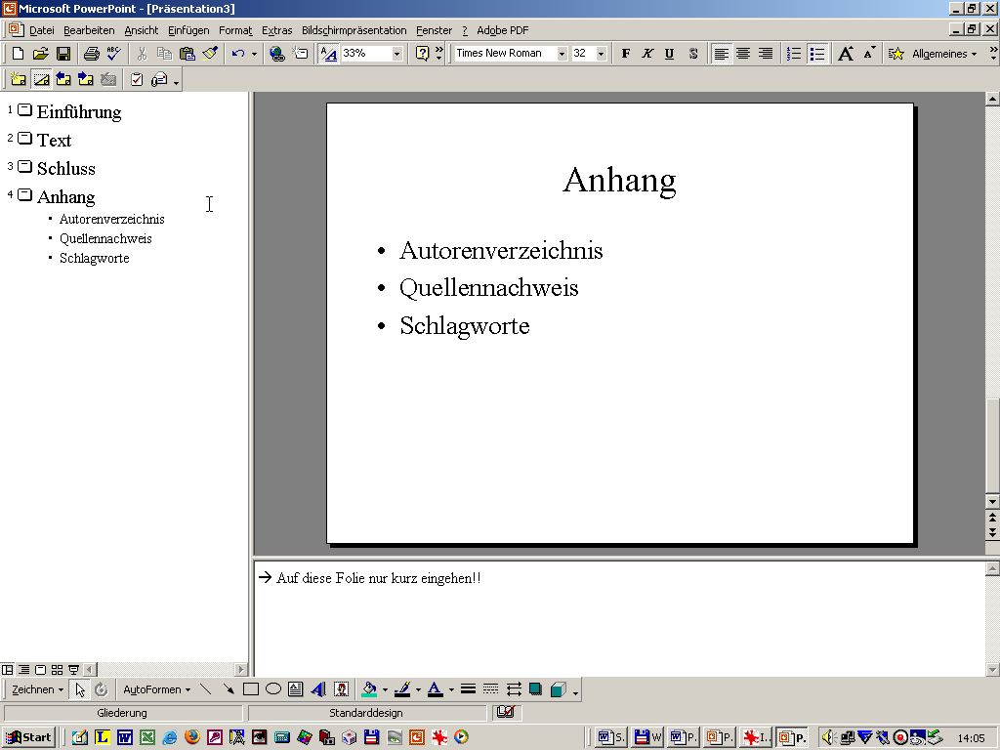 Microsoft PowerPoint - [Präsentation3]
Datei Bearbeiten Ansicht Einfügen Format Extras Bildschirmpräsentation Fenster ? Adobe PDF
33% Times New Roman 32 F K U S Allgemeines
1 Einführung
2 Text
3 Schluss
4 Anhang
• Autorenverzeichnis
• Quellennachweis
• Schlagworte
Anhang
• Autorenverzeichnis
• Quellennachweis
• Schlagworte
→ Auf diese Folie nur kurz eingehen!!
Zeichnen AutoFormen
Gliederung Standarddesign
Start S. W P. P. I.. P. 14:05